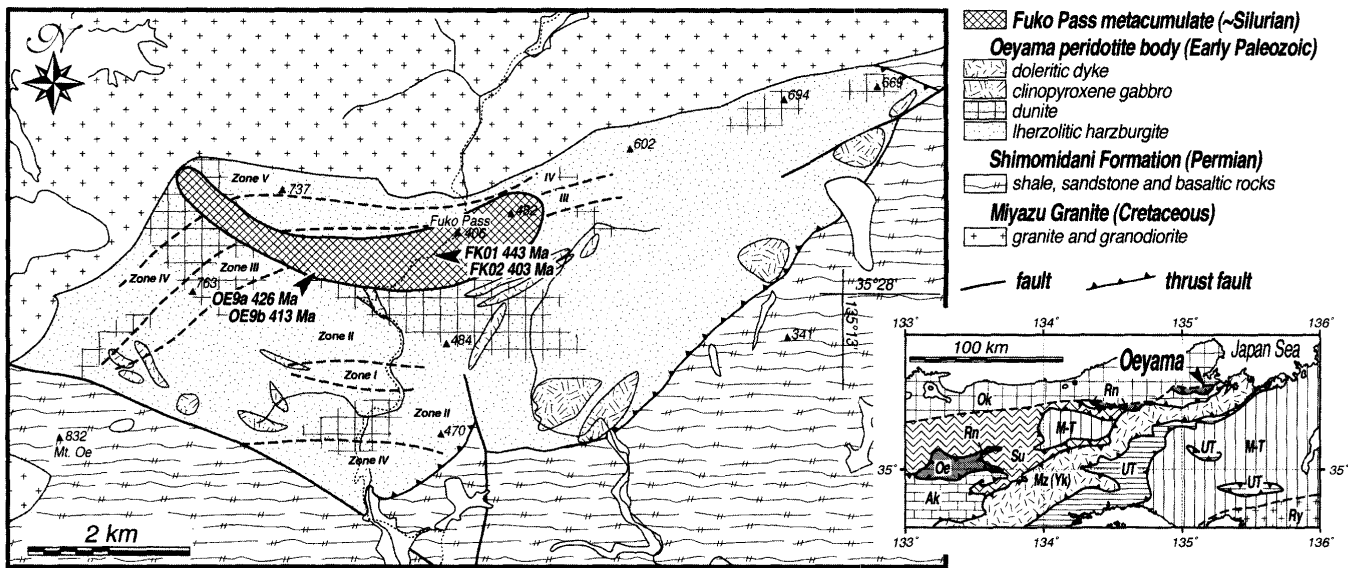 N
Zone V
737
IV
III
Fuko Pass
406
492
FK01 443 Ma
FK02 403 Ma
Zone III
Zone IV
763
OE9a 426 Ma
OE9b 413 Ma
Zone II
484
Zone I
Zone II
470
Zone IV
832
Mt. Oe
2 km
602
694
669
341
35°28'
135°13'
Fuko Pass metacumulate (~Silurian)
Oeyama peridotite body (Early Paleozoic)
doleritic dyke
clinopyroxene gabbro
dunite
lherzolitic harzburgite
Shimomidani Formation (Permian)
shale, sandstone and basaltic rocks
Miyazu Granite (Cretaceous)
granite and granodiorite
fault
thrust fault
133° 134° 135° 136°
100 km
Oeyama
Japan Sea
Ok
Rn
Rn
M-T
Su
Oe
Mz (Yk)
Ak
UT
UT
M-T
UT
Ry
35°
35°
133° 134° 135° 136°